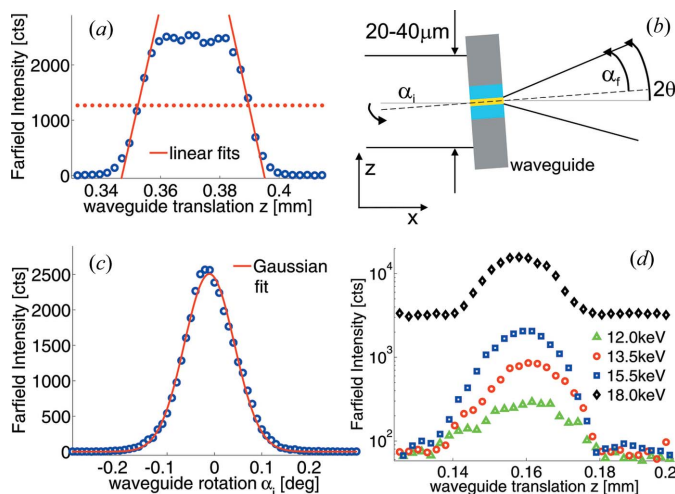 (a)
Farfield Intensity [cts]
2000
1000
0
linear fits
0.34 0.36 0.38 0.4
waveguide translation z [mm]
(b)
20-40μm
αi
αf
2θ
z
x
waveguide
(c)
Farfield Intensity [cts]
2500
2000
1500
1000
500
0
Gaussian
fit
-0.2 -0.1 0 0.1 0.2
waveguide rotation αi [deg]
(d)
Farfield Intensity [cts]
10^4
10^3
10^2
12.0keV
13.5keV
15.5keV
18.0keV
0.14 0.16 0.18 0.2
waveguide translation z [mm]